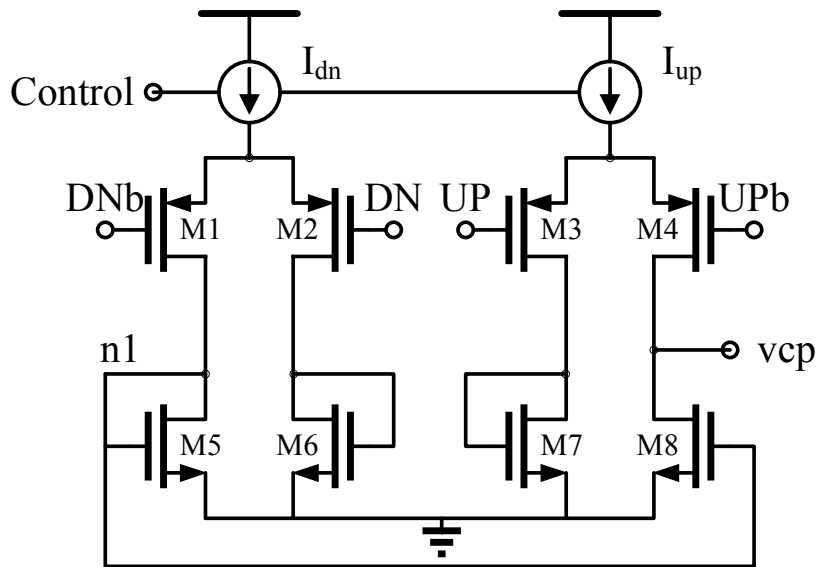 I_dn
I_up
Control
DNb
DN
UP
UPb
M1
M2
M3
M4
n1
vcp
M5
M6
M7
M8